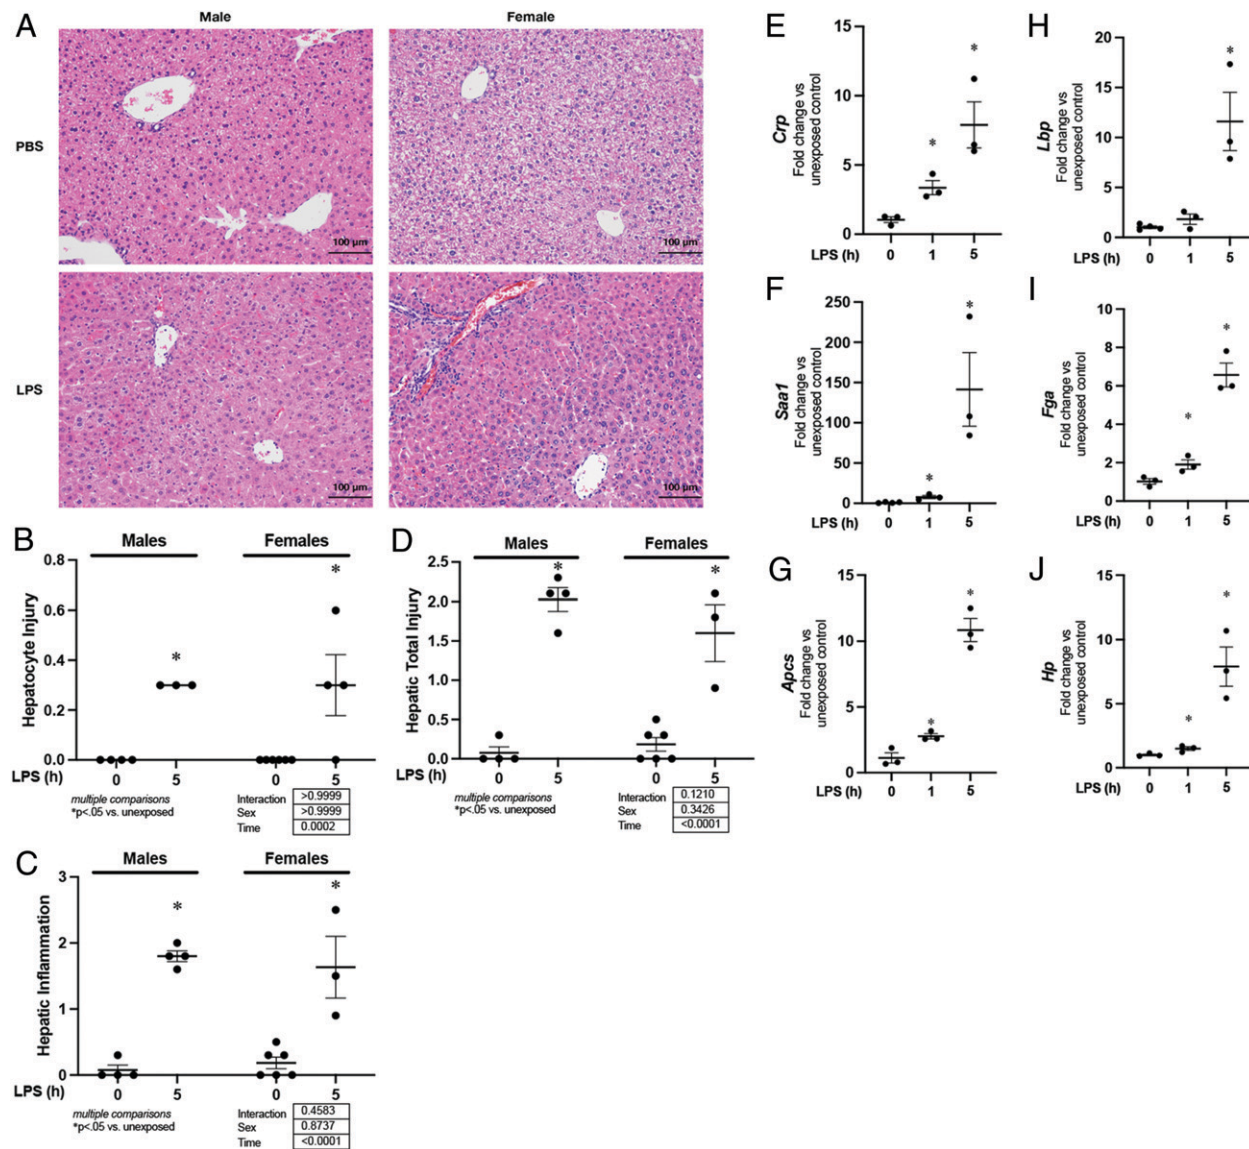 A
Male
Female
PBS
100 µm
100 µm
LPS
100 µm
100 µm
B
Males
Females
Hepatocyte Injury
0.8
0.6
0.4
0.2
0.0
*
*
LPS (h)
0
5
0
5
multiple comparisons
*p<.05 vs. unexposed
Interaction >0.9999
Sex >0.9999
Time 0.0002
C
Males
Females
Hepatic Inflammation
3
2
1
0
*
*
LPS (h)
0
5
0
5
multiple comparisons
*p<.05 vs. unexposed
Interaction 0.4583
Sex 0.8737
Time <0.0001
D
Males
Females
Hepatic Total Injury
2.5
2.0
1.5
1.0
0.5
0.0
*
*
LPS (h)
0
5
0
5
multiple comparisons
*p<.05 vs. unexposed
Interaction 0.1210
Sex 0.3426
Time <0.0001
E
Crp
Fold change vs
unexposed control
15
10
5
0
*
*
LPS (h)
0
1
5
F
Saa1
Fold change vs
unexposed control
250
200
150
100
50
0
*
*
LPS (h)
0
1
5
G
Apcs
Fold change vs
unexposed control
15
10
5
0
*
*
LPS (h)
0
1
5
H
Lbp
Fold change vs
unexposed control
20
15
10
5
0
*
LPS (h)
0
1
5
I
Fga
Fold change vs
unexposed control
8
6
4
2
0
*
*
LPS (h)
0
1
5
J
Hp
Fold change vs
unexposed control
15
10
5
0
*
*
LPS (h)
0
1
5